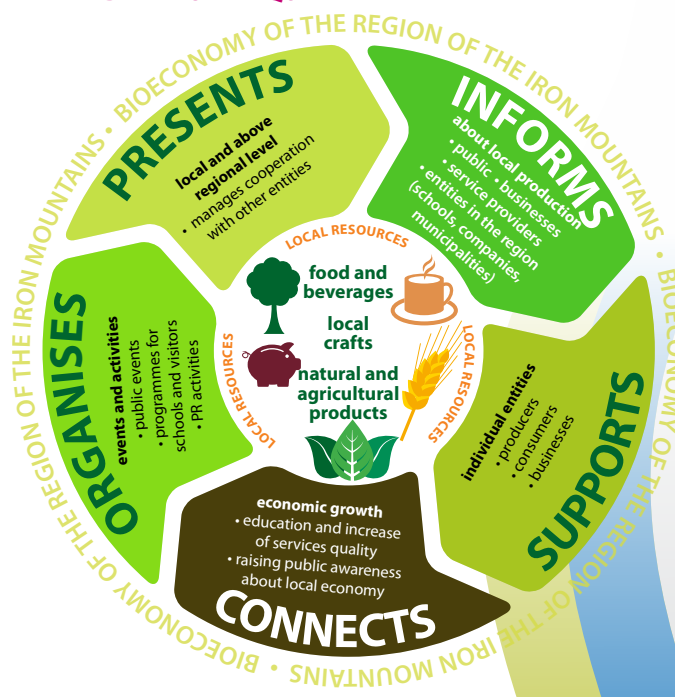 BIOECONOMY OF THE REGION OF THE IRON MOUNTAINS • BIOECONOMY OF THE REGION OF THE IRON MOUNTAINS • BIOECONOMY OF THE REGION OF THE IRON MOUNTAINS •
PRESENTS
local and above
regional level
• manages cooperation
with other entities
INFORMS
about local production
• public • businesses
• service providers
• entities in the region
(schools, companies,
municipalities)
SUPPORTS
individual entities
• producers
• consumers
• businesses
economic growth
• education and increase
of services quality
• raising public awareness
about local economy
CONNECTS
ORGANISES
events and activities
• public events
• programmes for
schools and visitors
• PR activities
LOCAL RESOURCES
LOCAL RESOURCES
LOCAL RESOURCES
food and
beverages
local
crafts
natural and
agricultural
products